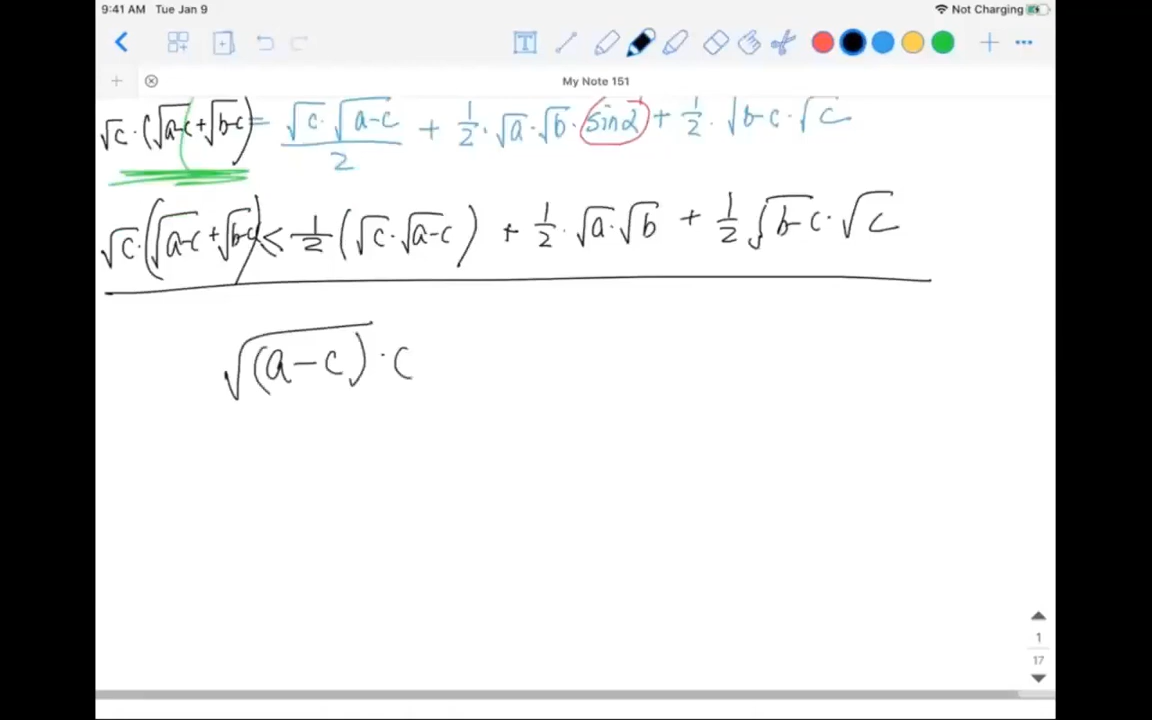 9:41 AM Tue Jan 9 Not Charging
My Note 151
√c · (√a-c + √b-c) = √c · √a-c / 2 + 1/2 · √a · √b · sin2 + 1/2 · √b-c · √c
√c · (√a-c + √b-c) < 1/2 (√c · √a-c) + 1/2 · √a · √b + 1/2 √b-c · √c
√(a-c) · c
1
17